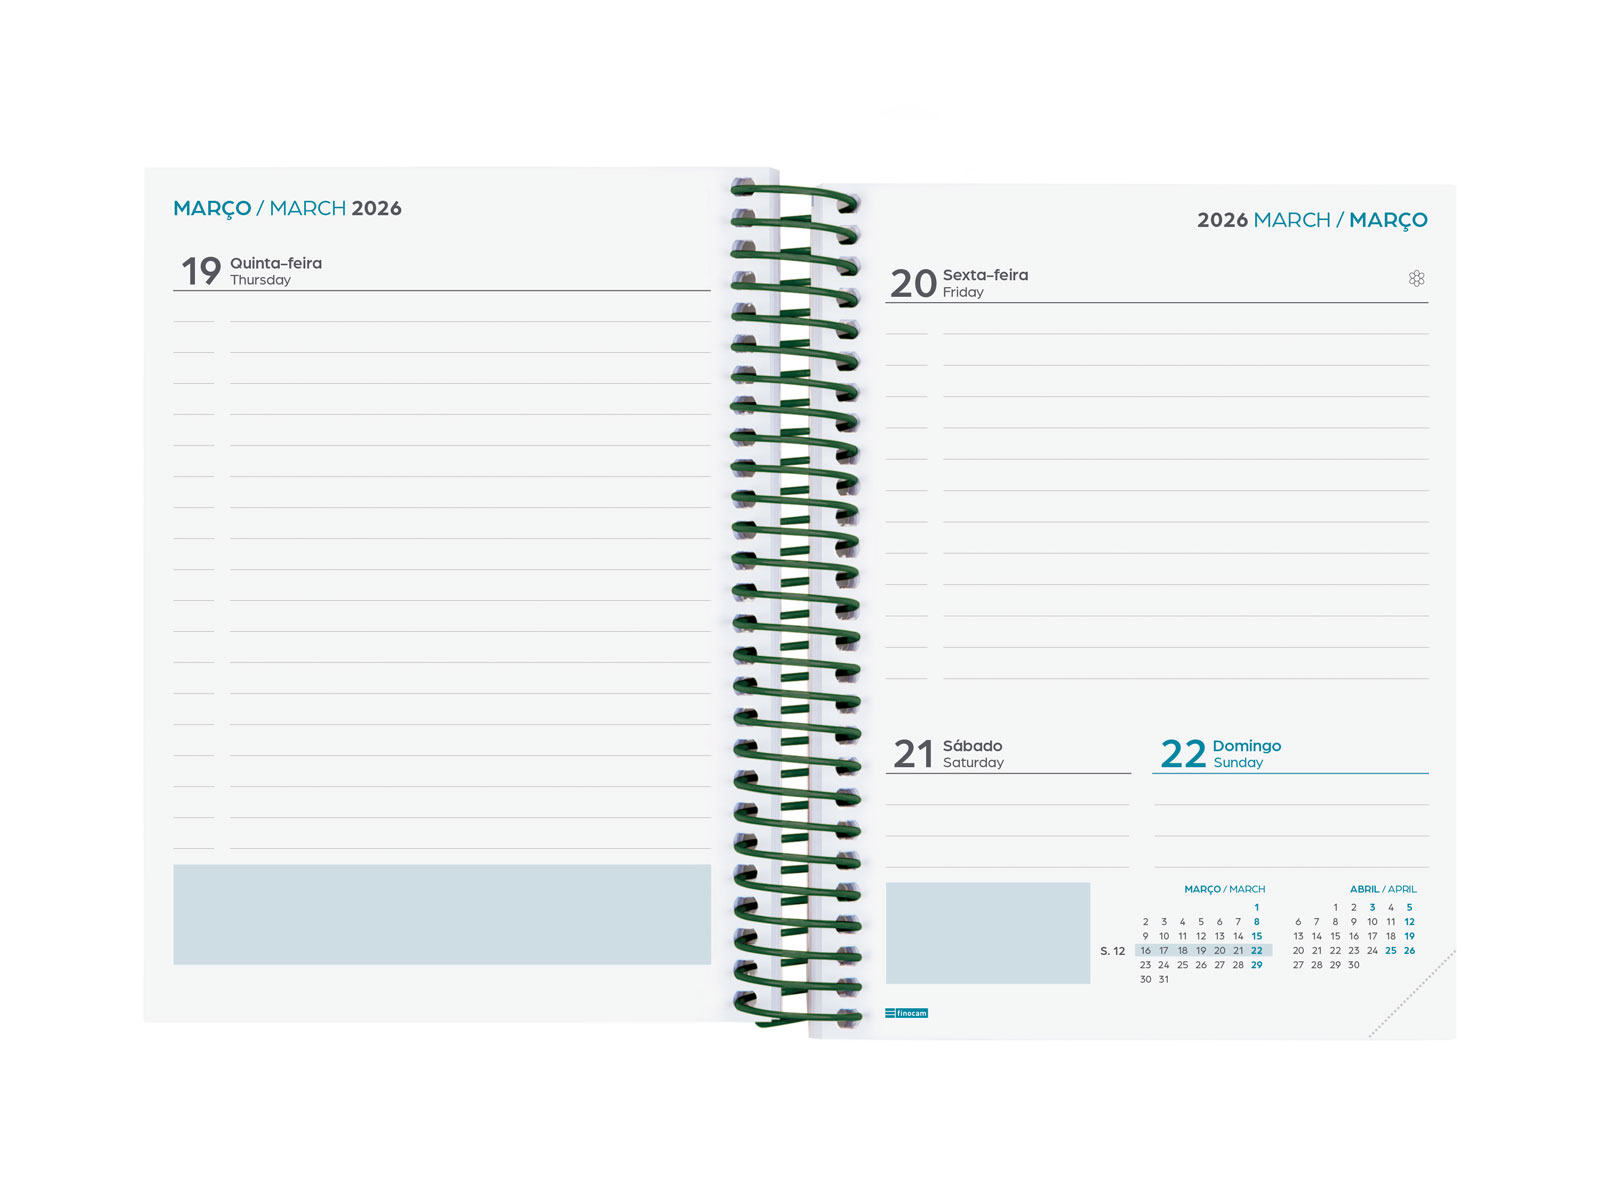 MARÇO / MARCH 2026
19 Quinta-feira
Thursday
2026 MARCH / MARÇO
20 Sexta-feira
Friday
21 Sábado
Saturday
22 Domingo
Sunday
MARÇO / MARCH
1
2 3 4 5 6 7 8
9 10 11 12 13 14 15
S. 12 16 17 18 19 20 21 22
23 24 25 26 27 28 29
30 31
ABRIL / APRIL
1 2 3 4 5
6 7 8 9 10 11 12
13 14 15 16 17 18 19
20 21 22 23 24 25 26
27 28 29 30
finocam